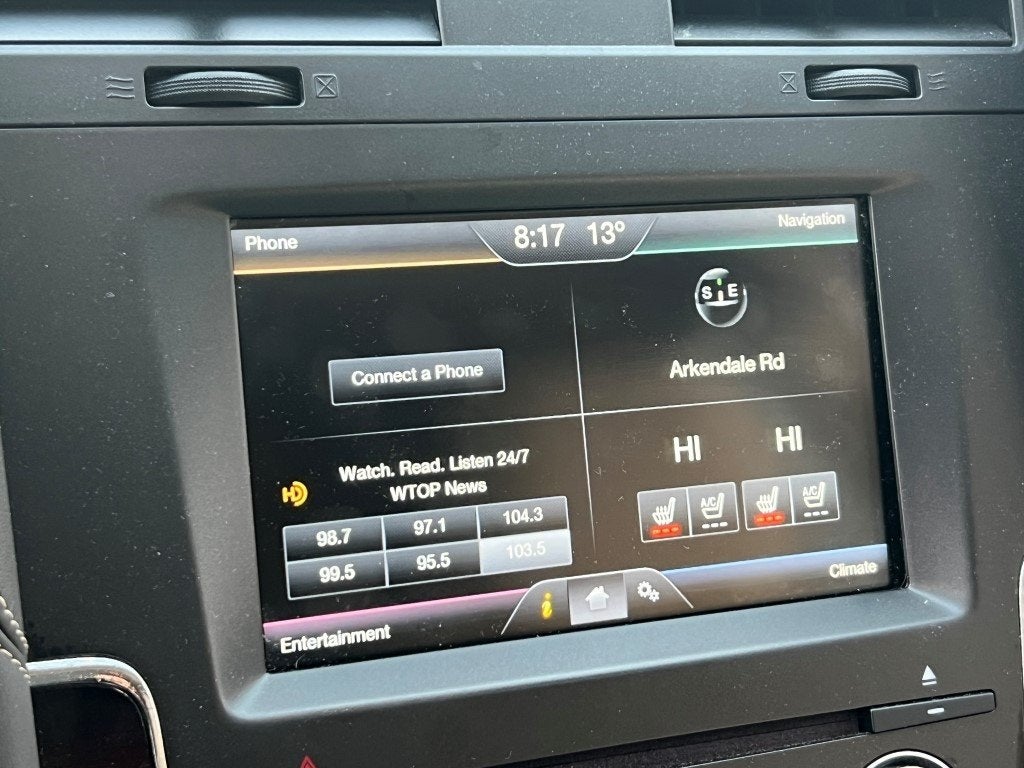 Phone
8:17 13°
Navigation
S E
Connect a Phone
Arkendale Rd
HD
Watch. Read. Listen 24/7
WTOP News
98.7 97.1 104.3
99.5 95.5 103.5
HI HI
A/C A/C
Entertainment
i
Climate